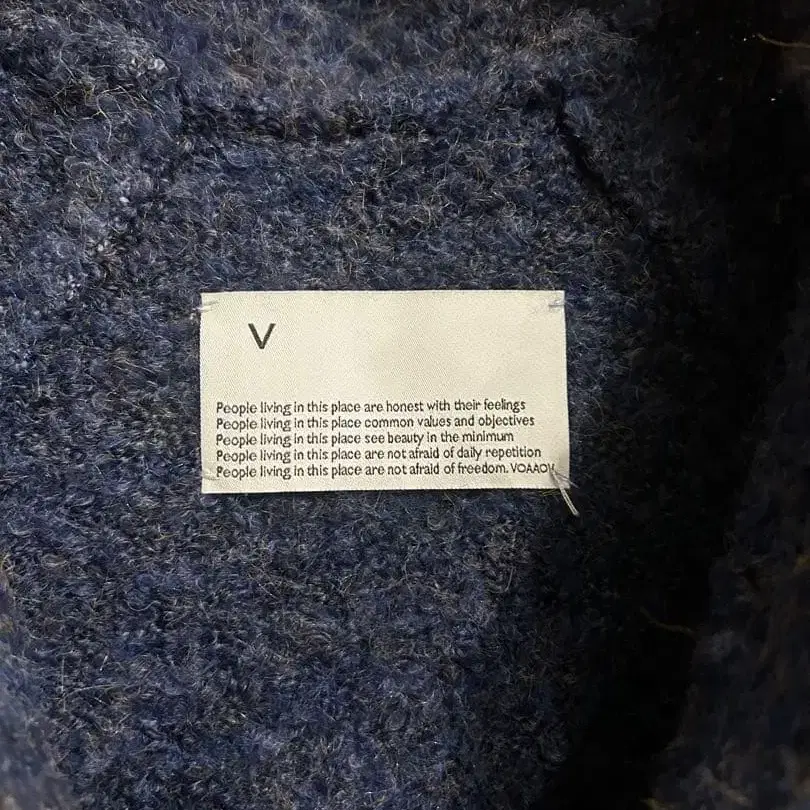 V
People living in this place are honest with their feelings
People living in this place common values and objectives
People living in this place see beauty in the minimum
People living in this place are not afraid of daily repetition
People living in this place are not afraid of freedom. VOAAOV